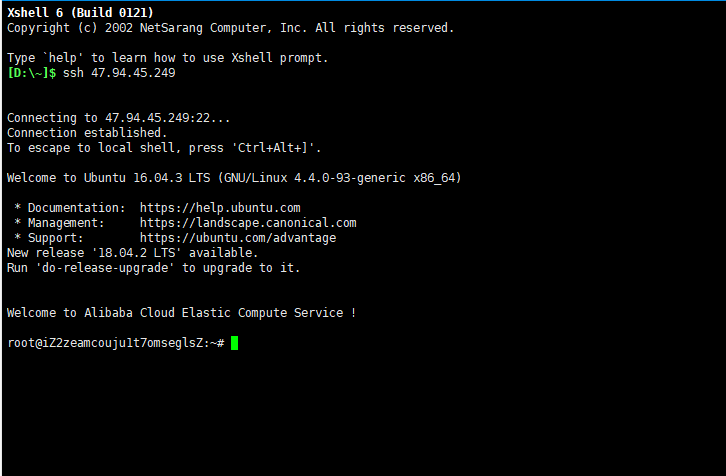 Xshell 6 (Build 0121)
Copyright (c) 2002 NetSarang Computer, Inc. All rights reserved.
Type `help' to learn how to use Xshell prompt.
[D:\~]$ ssh 47.94.45.249
Connecting to 47.94.45.249:22...
Connection established.
To escape to local shell, press 'Ctrl+Alt+]'.
Welcome to Ubuntu 16.04.3 LTS (GNU/Linux 4.4.0-93-generic x86_64)
* Documentation:  https://help.ubuntu.com
* Management:     https://landscape.canonical.com
* Support:        https://ubuntu.com/advantage
New release '18.04.2 LTS' available.
Run 'do-release-upgrade' to upgrade to it.
Welcome to Alibaba Cloud Elastic Compute Service !
root@iZ2zeamcouju1t7omseglsZ:~#